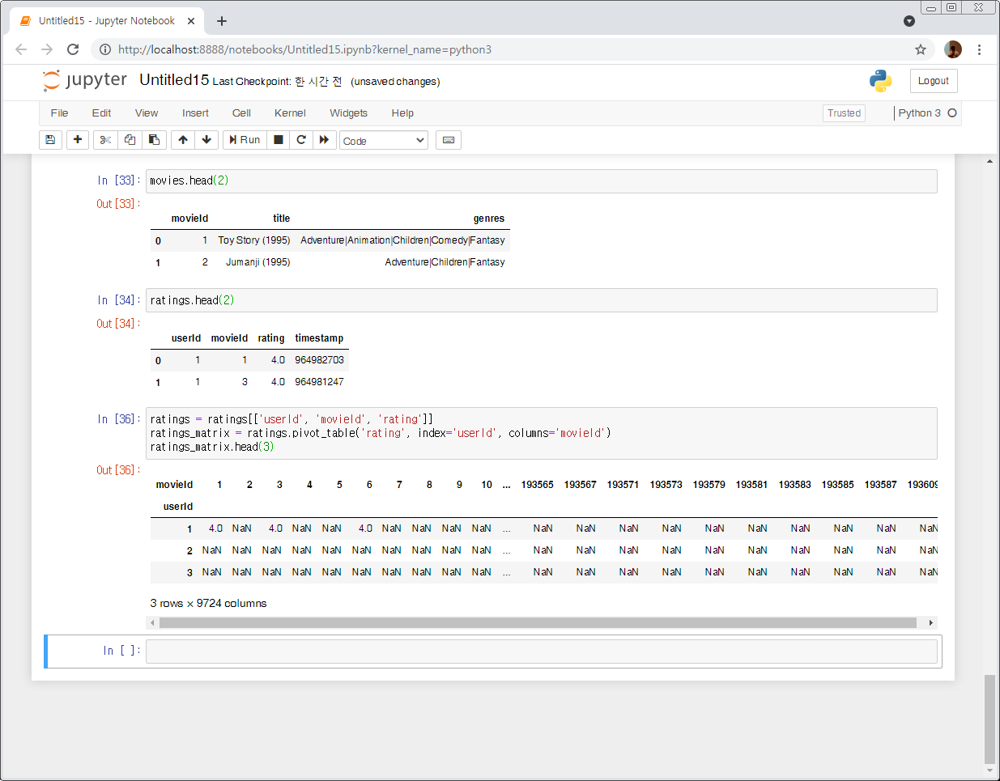 Untitled15 - Jupyter Notebook
http://localhost:8888/notebooks/Untitled15.ipynb?kernel_name=python3
jupyter Untitled15 Last Checkpoint: 한 시간 전 (unsaved changes) Logout
File Edit View Insert Cell Kernel Widgets Help Trusted Python 3
Run Code
In [33]: movies.head(2)
Out[33]:
movieId title genres
0 1 Toy Story (1995) Adventure|Animation|Children|Comedy|Fantasy
1 2 Jumanji (1995) Adventure|Children|Fantasy
In [34]: ratings.head(2)
Out[34]:
userId movieId rating timestamp
0 1 1 4.0 964982703
1 1 3 4.0 964981247
In [36]: ratings = ratings[['userId', 'movieId', 'rating']]
ratings_matrix = ratings.pivot_table('rating', index='userId', columns='movieId')
ratings_matrix.head(3)
Out[36]:
movieId 1 2 3 4 5 6 7 8 9 10 ... 193565 193567 193571 193573 193579 193581 193583 193585 193587 193609
userId
1 4.0 NaN 4.0 NaN NaN 4.0 NaN NaN NaN NaN ... NaN NaN NaN NaN NaN NaN NaN NaN NaN NaN
2 NaN NaN NaN NaN NaN NaN NaN NaN NaN NaN ... NaN NaN NaN NaN NaN NaN NaN NaN NaN NaN
3 NaN NaN NaN NaN NaN NaN NaN NaN NaN NaN ... NaN NaN NaN NaN NaN NaN NaN NaN NaN NaN
3 rows × 9724 columns
In [ ]: